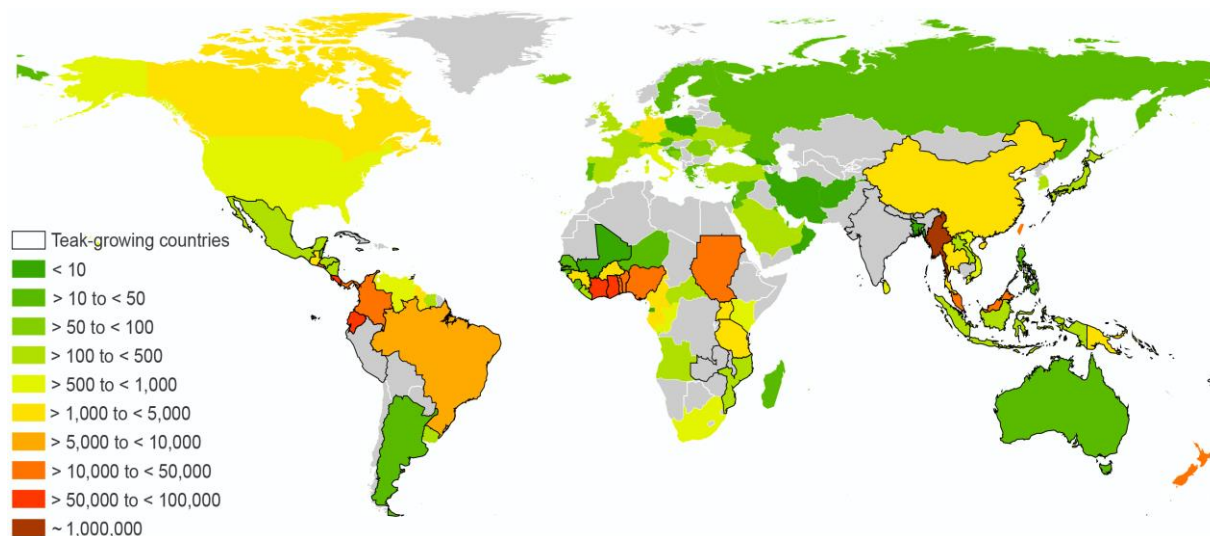 Teak-growing countries
< 10
> 10 to < 50
> 50 to < 100
> 100 to < 500
> 500 to < 1,000
> 1,000 to < 5,000
> 5,000 to < 10,000
> 10,000 to < 50,000
> 50,000 to < 100,000
~ 1,000,000